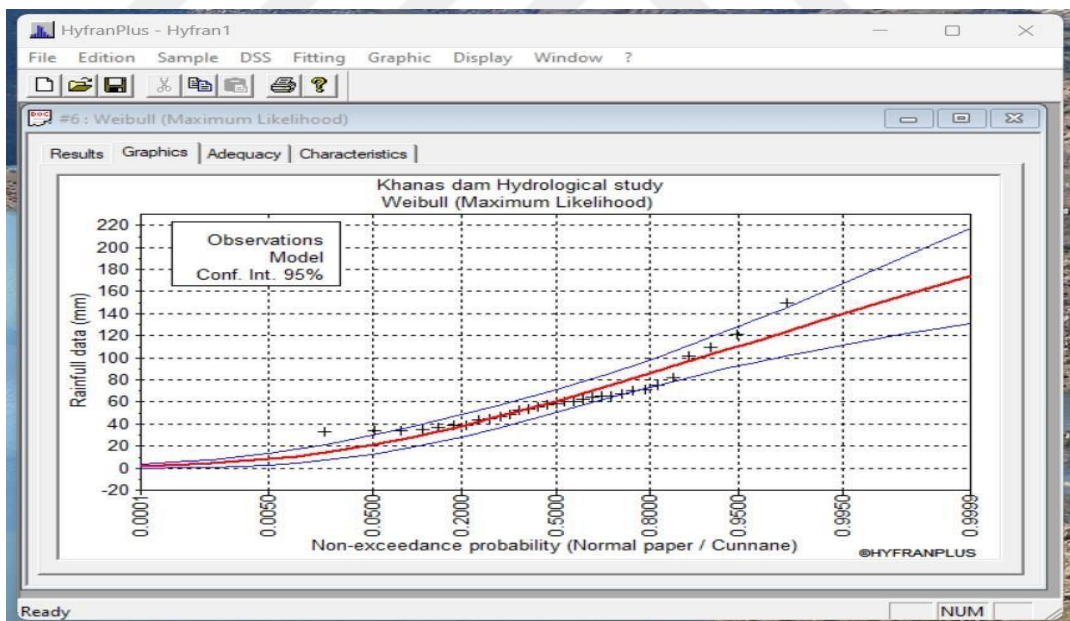 HyfranPlus - Hyfran1
File Edition Sample DSS Fitting Graphic Display Window ?
#6 : Weibull (Maximum Likelihood)
Results Graphics Adequacy Characteristics
Khanas dam Hydrological study
Weibull (Maximum Likelihood)
Observations
Model
Conf. Int. 95%
Rainfall data (mm)
220
200
180
160
140
120
100
80
60
40
20
0
-20
0.0001 0.0050 0.0500 0.2000 0.5000 0.8000 0.9500 0.9950 0.9999
Non-exceedance probability (Normal paper / Cunnane)
©HYFRANPLUS
Ready NUM